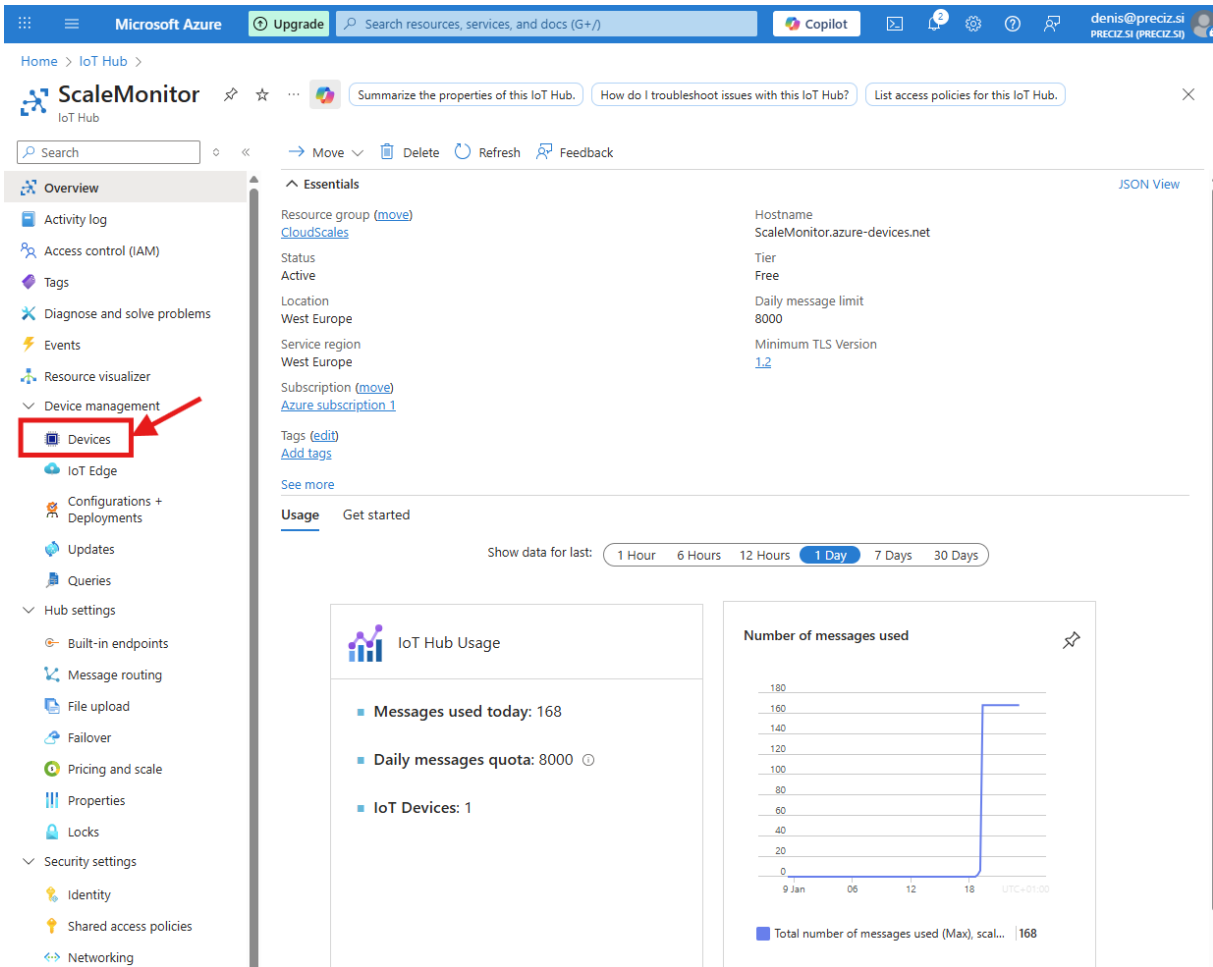 Microsoft Azure
Upgrade
Search resources, services, and docs (G+/)
Copilot
2
denis@preciz.si
PRECIZ.SI (PRECIZ.SI)
Home > IoT Hub >
ScaleMonitor
IoT Hub
Summarize the properties of this IoT Hub.
How do I troubleshoot issues with this IoT Hub?
List access policies for this IoT Hub.
Search
Overview
Activity log
Access control (IAM)
Tags
Diagnose and solve problems
Events
Resource visualizer
Device management
Devices
IoT Edge
Configurations +
Deployments
Updates
Queries
Hub settings
Built-in endpoints
Message routing
File upload
Failover
Pricing and scale
Properties
Locks
Security settings
Identity
Shared access policies
Networking
Move
Delete
Refresh
Feedback
Essentials
JSON View
Resource group (move)
CloudScales
Status
Active
Location
West Europe
Service region
West Europe
Subscription (move)
Azure subscription 1
Tags (edit)
Add tags
See more
Hostname
ScaleMonitor.azure-devices.net
Tier
Free
Daily message limit
8000
Minimum TLS Version
1.2
Usage
Get started
Show data for last:
1 Hour
6 Hours
12 Hours
1 Day
7 Days
30 Days
IoT Hub Usage
Messages used today: 168
Daily messages quota: 8000
IoT Devices: 1
Number of messages used
180
160
140
120
100
80
60
40
20
0
9 Jan
06
12
18
UTC+01:00
Total number of messages used (Max), scal...
168